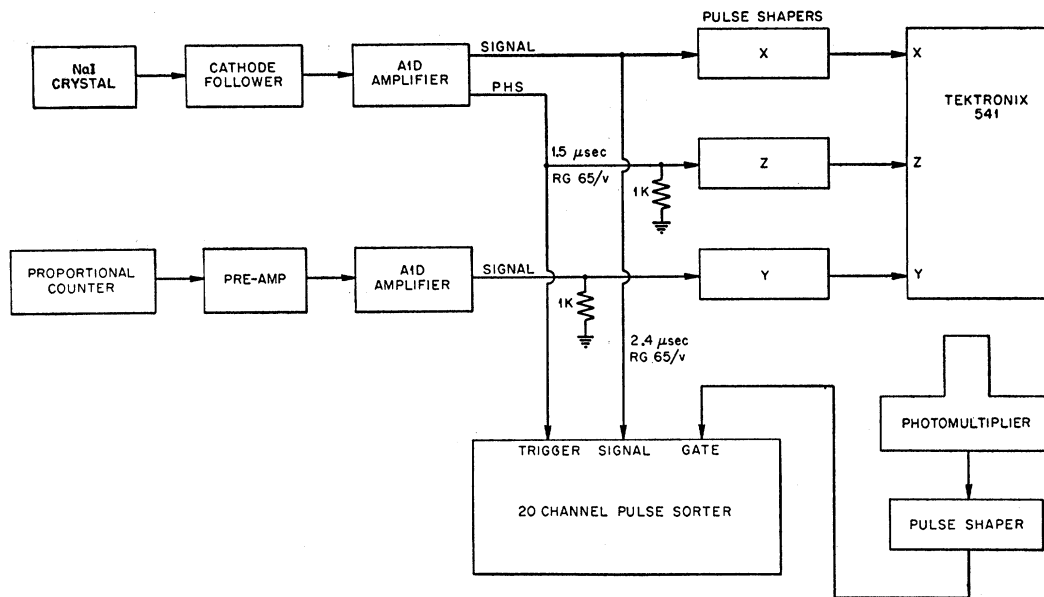 PULSE SHAPERS
NaI
CRYSTAL
CATHODE
FOLLOWER
A1D
AMPLIFIER
SIGNAL
PHS
X
X
TEKTRONIX
541
1.5 μsec
RG 65/v
1K
Z
Z
PROPORTIONAL
COUNTER
PRE-AMP
A1D
AMPLIFIER
SIGNAL
1K
Y
Y
2.4 μsec
RG 65/v
PHOTOMULTIPLIER
TRIGGER SIGNAL GATE
20 CHANNEL PULSE SORTER
PULSE SHAPER